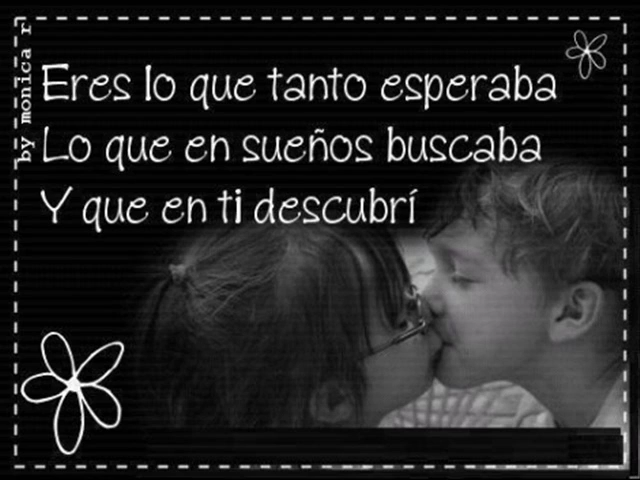 by monica r
Eres lo que tanto esperaba
Lo que en sueños buscaba
Y que en ti descubrí